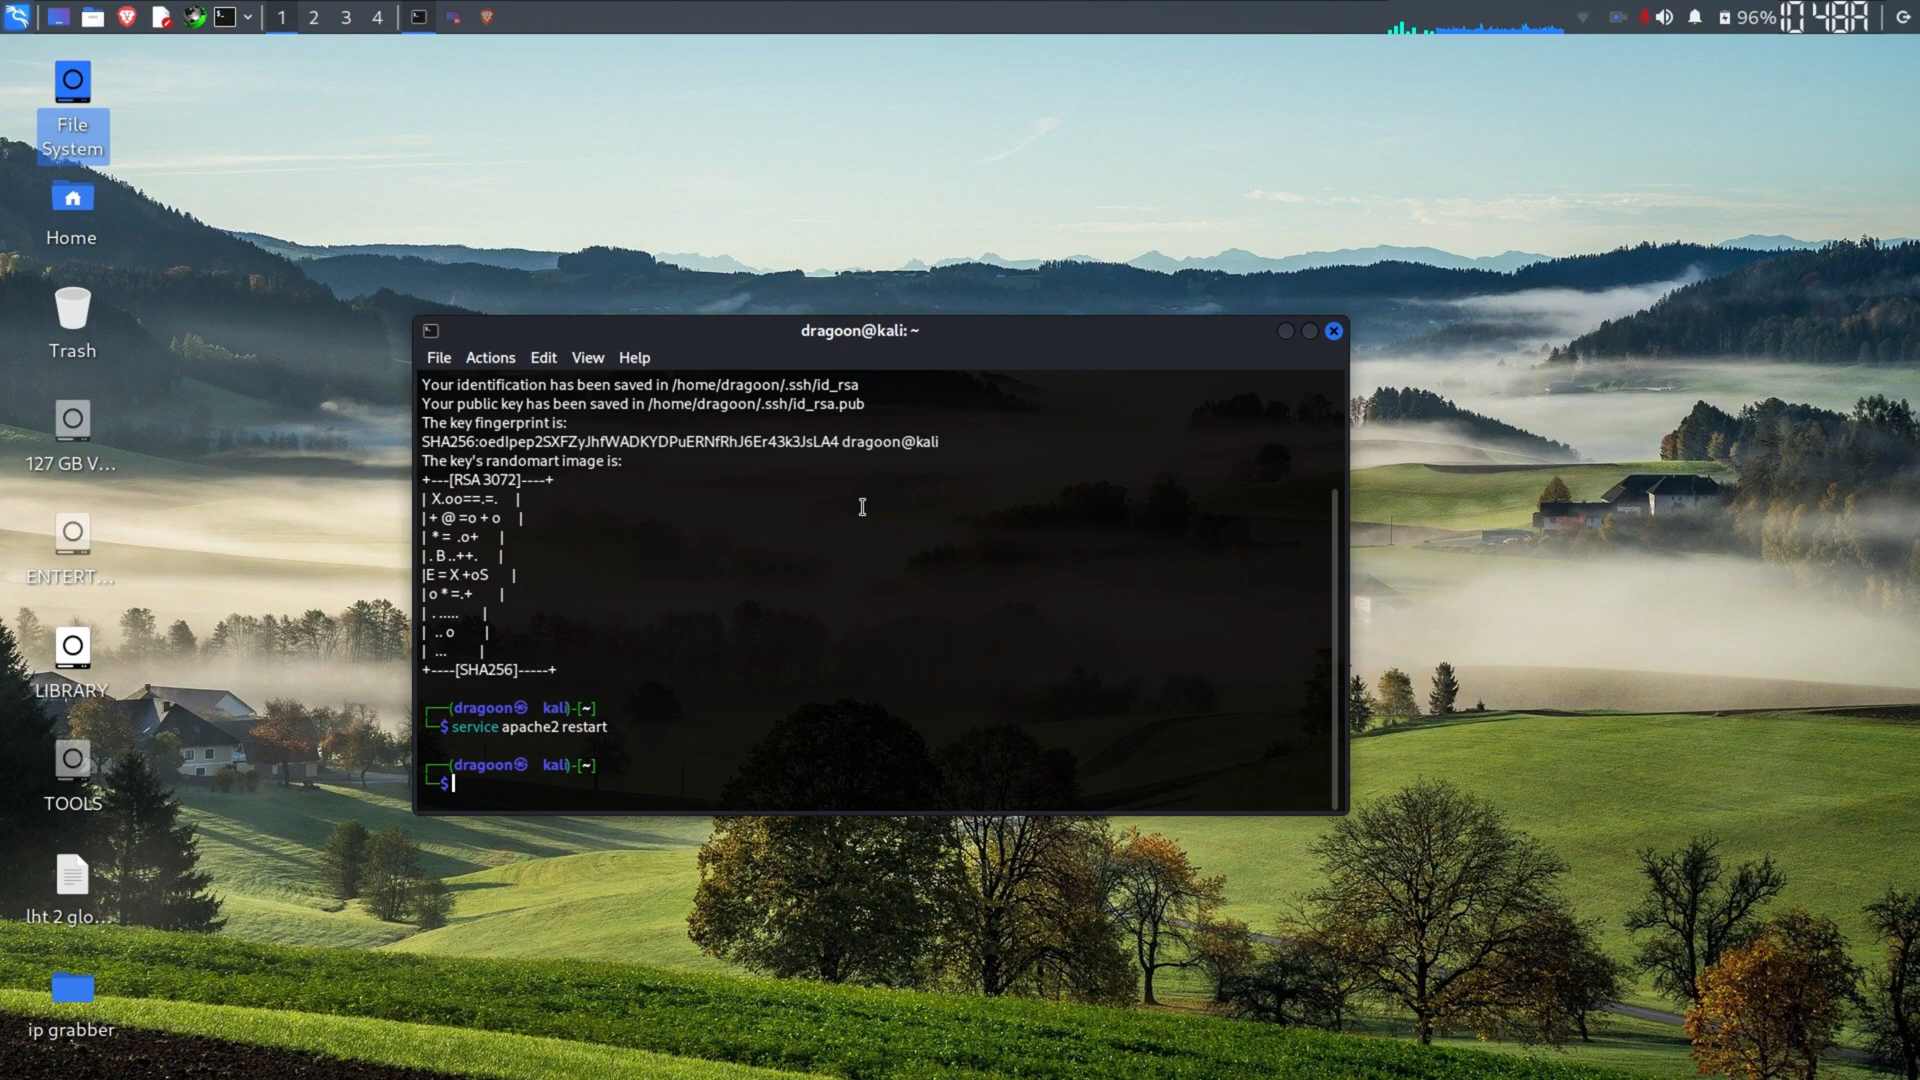 1 2 3 4
96%
10 48A
File
System
Home
Trash
127 GB V...
ENTERT...
LIBRARY
TOOLS
lht 2 glo...
ip grabber
dragoon@kali: ~
File Actions Edit View Help
Your identification has been saved in /home/dragoon/.ssh/id_rsa
Your public key has been saved in /home/dragoon/.ssh/id_rsa.pub
The key fingerprint is:
SHA256:oedIpep2SXFZyJhfWADKYDPuERNfRhJ6Er43k3JsLA4 dragoon@kali
The key's randomart image is:
+---[RSA 3072]----+
| X.oo==.=. |
|+ @ =o + o |
| * = .o+ |
|. B ..++. |
|E = X +oS |
|o * =.+ |
| . ..... |
| .. o |
| ... |
+----[SHA256]-----+
┌──(dragoon㉿ kali)-[~]
└─$ service apache2 restart
┌──(dragoon㉿ kali)-[~]
└─$